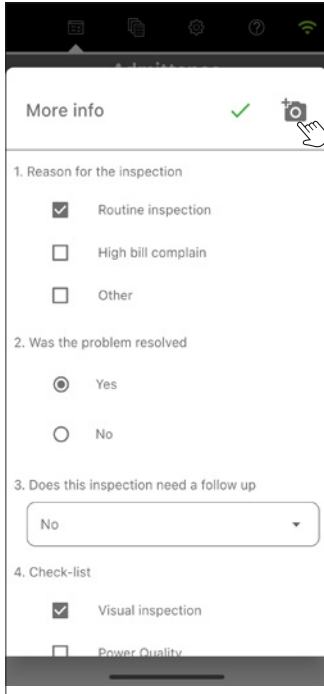 Admittance
More info
1. Reason for the inspection
Routine inspection
High bill complain
Other
2. Was the problem resolved
Yes
No
3. Does this inspection need a follow up
No
4. Check-list
Visual inspection
Power Quality